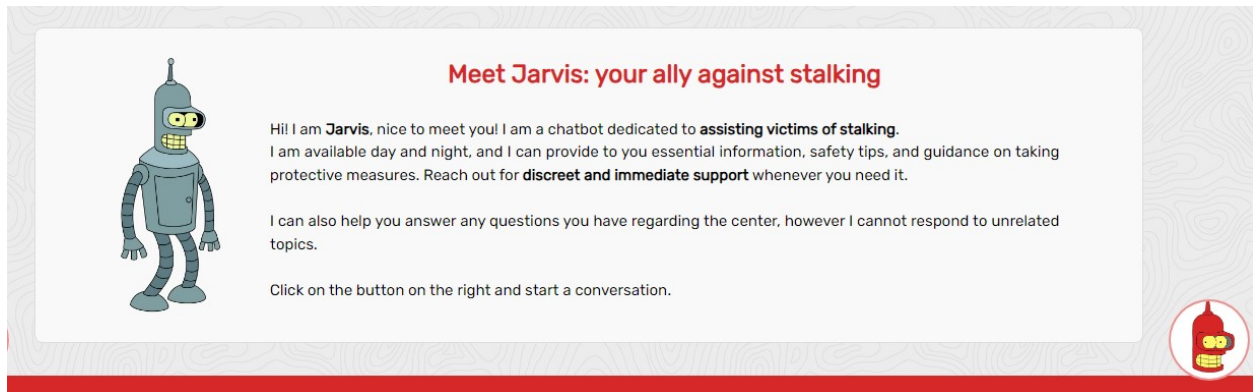 Meet Jarvis: your ally against stalking
Hi! I am Jarvis, nice to meet you! I am a chatbot dedicated to assisting victims of stalking.
I am available day and night, and I can provide to you essential information, safety tips, and guidance on taking
protective measures. Reach out for discreet and immediate support whenever you need it.
I can also help you answer any questions you have regarding the center, however I cannot respond to unrelated
topics.
Click on the button on the right and start a conversation.